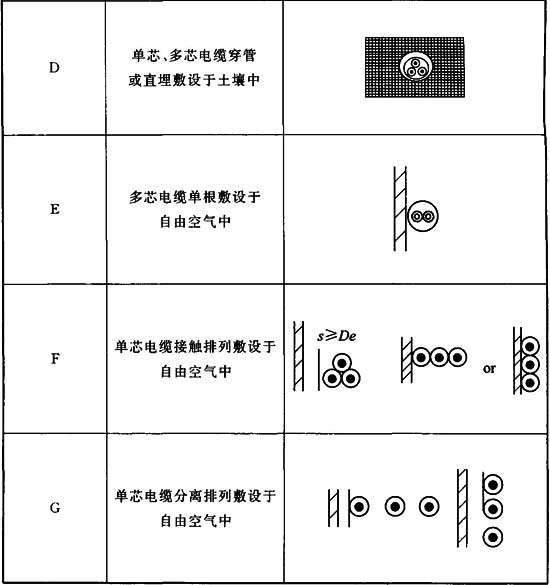 D
单芯、多芯电缆穿管
或直埋敷设于土壤中
E
多芯电缆单根敷设于
自由空气中
F
单芯电缆接触排列敷设于
自由空气中
s≥De
or
G
单芯电缆分离排列敷设于
自由空气中